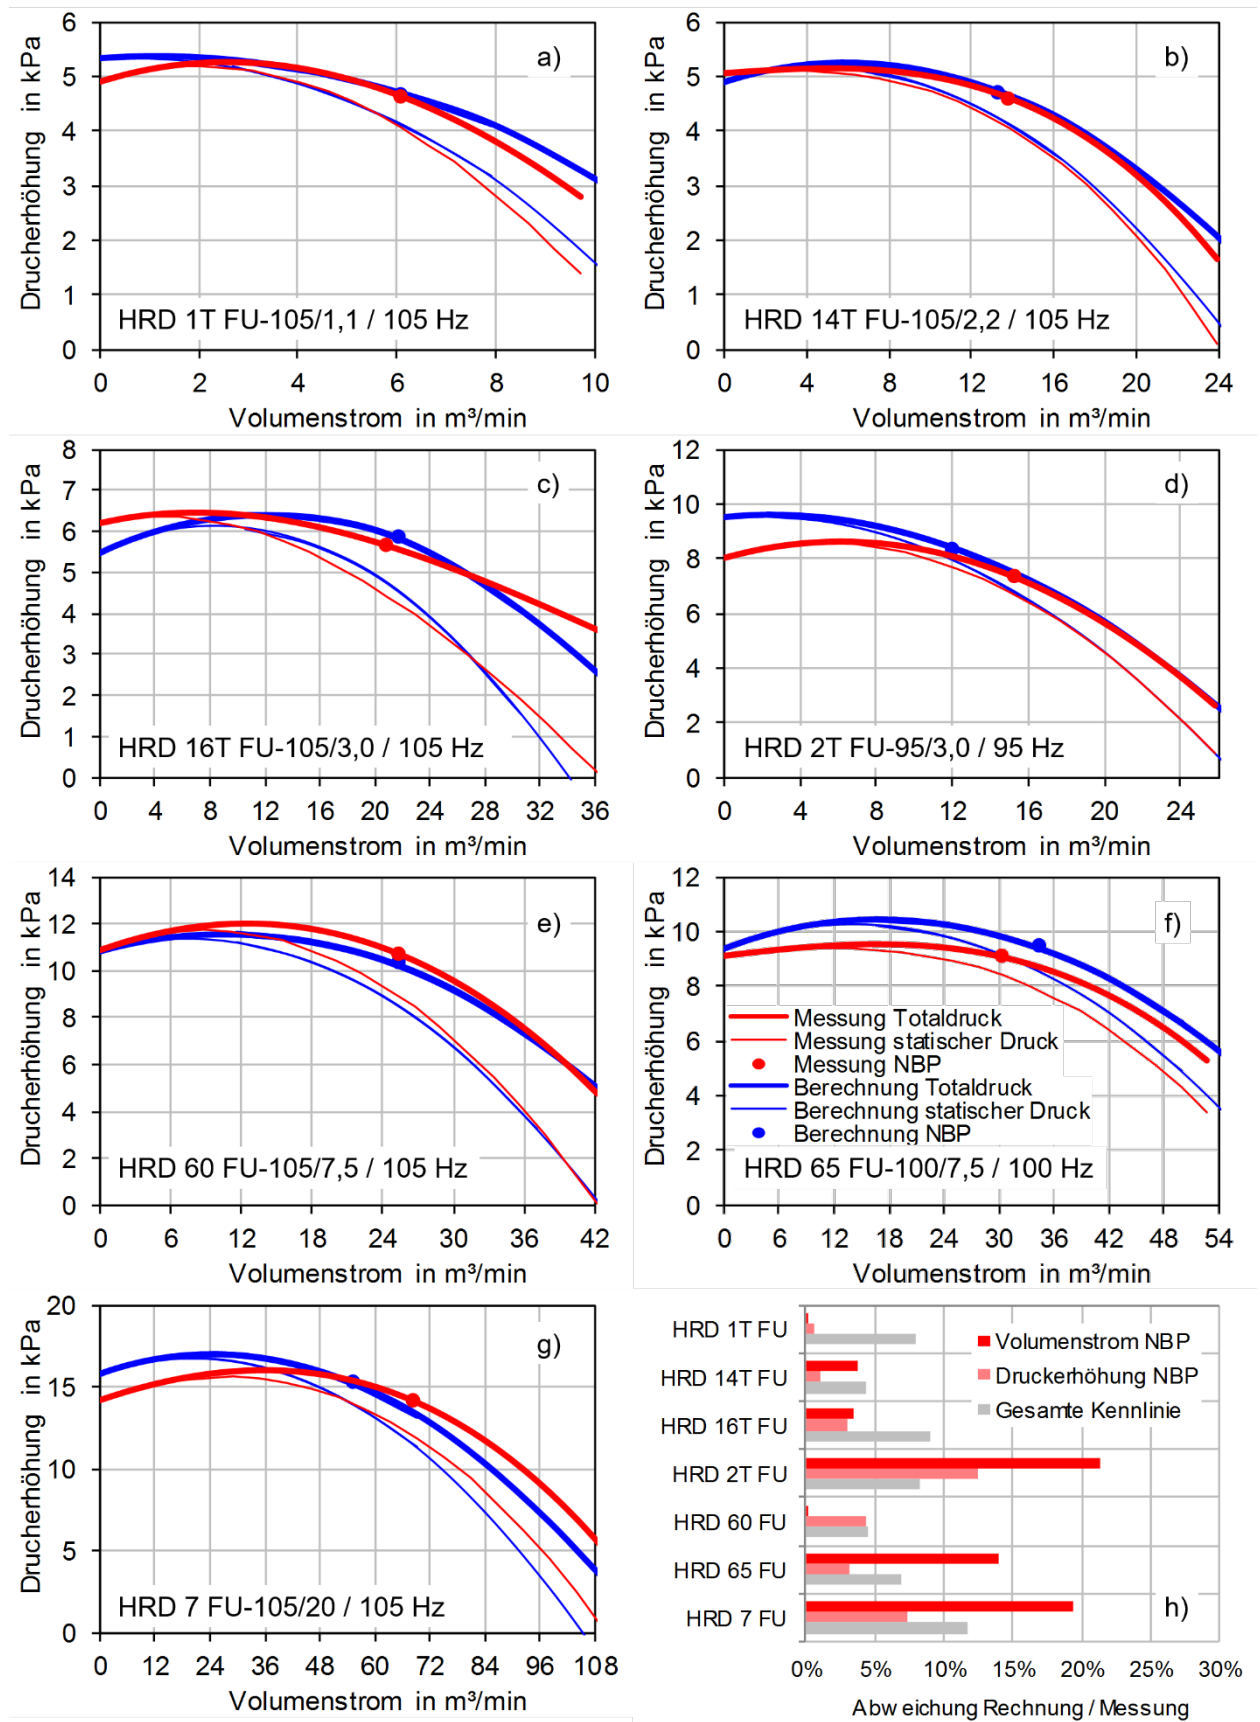 Drucherhöhung in kPa
6
5
4
3
2
1
0
a)
HRD 1T FU-105/1,1 / 105 Hz
0 2 4 6 8 10
Volumenstrom in m³/min
Drucherhöhung in kPa
6
5
4
3
2
1
0
b)
HRD 14T FU-105/2,2 / 105 Hz
0 4 8 12 16 20 24
Volumenstrom in m³/min
Drucherhöhung in kPa
8
7
6
5
4
3
2
1
0
c)
HRD 16T FU-105/3,0 / 105 Hz
0 4 8 12 16 20 24 28 32 36
Volumenstrom in m³/min
Drucherhöhung in kPa
12
10
8
6
4
2
0
d)
HRD 2T FU-95/3,0 / 95 Hz
0 4 8 12 16 20 24
Volumenstrom in m³/min
Drucherhöhung in kPa
14
12
10
8
6
4
2
0
e)
HRD 60 FU-105/7,5 / 105 Hz
0 6 12 18 24 30 36 42
Volumenstrom in m³/min
Drucherhöhung in kPa
12
10
8
6
4
2
0
f)
Messung Totaldruck
Messung statischer Druck
Messung NBP
Berechnung Totaldruck
Berechnung statischer Druck
Berechnung NBP
HRD 65 FU-100/7,5 / 100 Hz
0 6 12 18 24 30 36 42 48 54
Volumenstrom in m³/min
Drucherhöhung in kPa
20
15
10
5
0
g)
HRD 7 FU-105/20 / 105 Hz
0 12 24 36 48 60 72 84 96 108
Volumenstrom in m³/min
HRD 1T FU
HRD 14T FU
HRD 16T FU
HRD 2T FU
HRD 60 FU
HRD 65 FU
HRD 7 FU
Volumenstrom NBP
Druckerhöhung NBP
Gesamte Kennlinie
h)
0% 5% 10% 15% 20% 25% 30%
Abweichung Rechnung / Messung